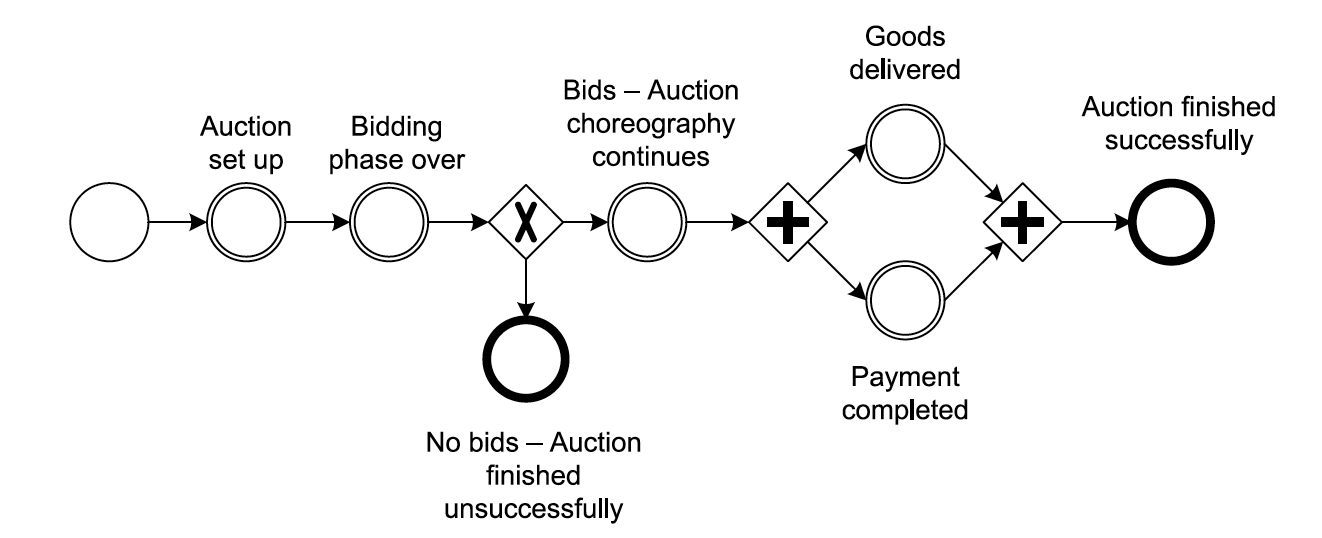 Auction
set up
Bidding
phase over
Bids – Auction
choreography
continues
Goods
delivered
Auction finished
successfully
Payment
completed
No bids – Auction
finished
unsuccessfully